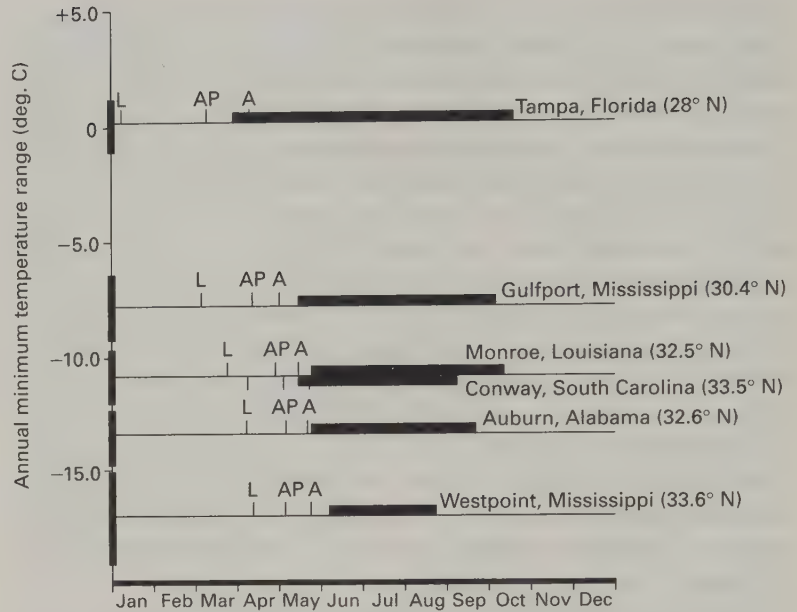 +5.0
L AP A
Tampa, Florida (28° N)
0
Annual minimum temperature range (deg. C)
−5.0
L AP A
Gulfport, Mississippi (30.4° N)
L AP A
Monroe, Louisiana (32.5° N)
−10.0
Conway, South Carolina (33.5° N)
L AP A
Auburn, Alabama (32.6° N)
−15.0
L AP A
Westpoint, Mississippi (33.6° N)
Jan Feb Mar Apr May Jun Jul Aug Sep Oct Nov Dec